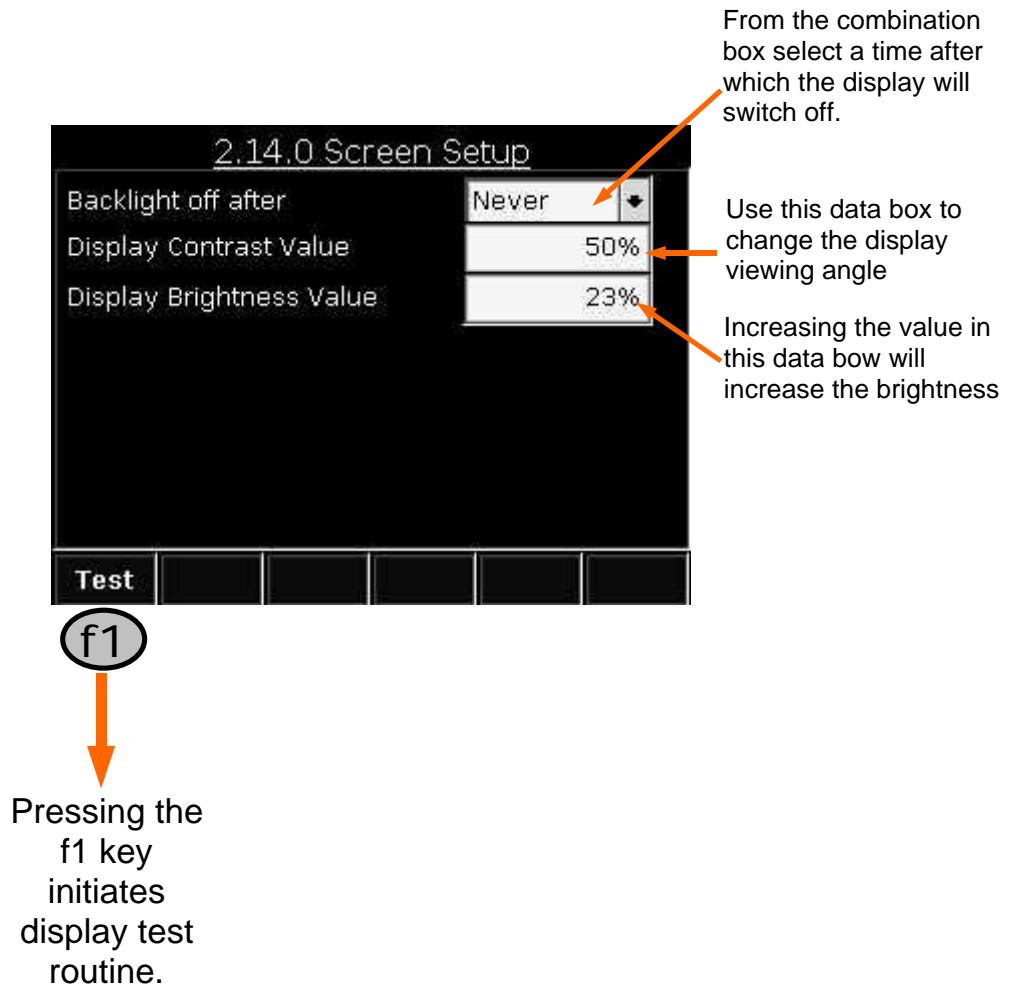 From the combination
box select a time after
which the display will
switch off.
2.14.0 Screen Setup
Backlight off after
Never
Display Contrast Value
50%
Use this data box to
change the display
viewing angle
Display Brightness Value
23%
Increasing the value in
this data bow will
increase the brightness
Test
f1
Pressing the
f1 key
initiates
display test
routine.